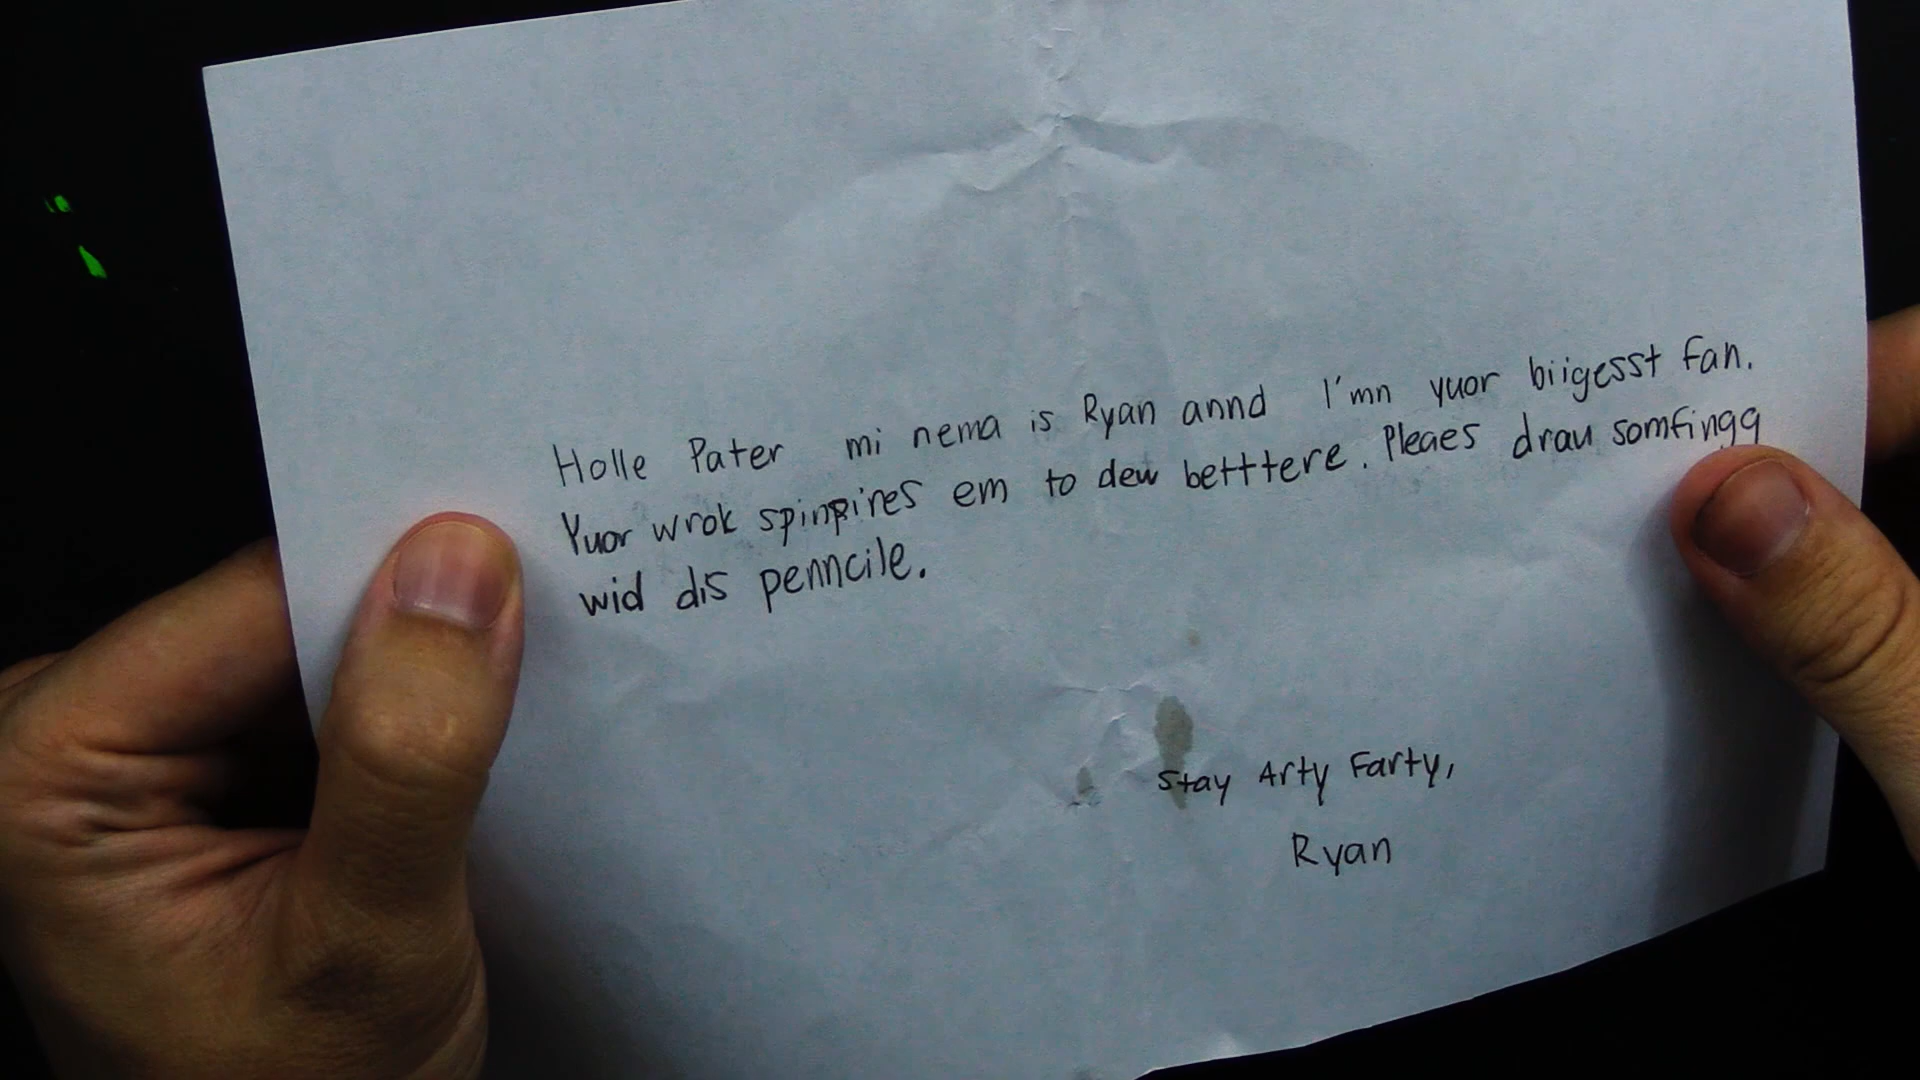 Holle Pater mi nema is Ryan annd I'mn yuor biigesst fan.
Yuor wrok spinpires em to dew betttere. Pleaes drau somfingg
wid dis penncile.
Stay Arty Farty,
Ryan